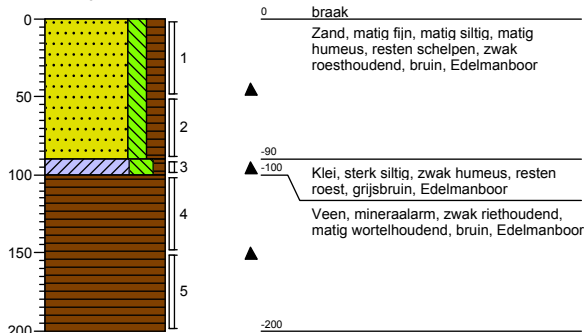 0
50
100
150
200
1
2
3
4
5
0
braak
Zand, matig fijn, matig siltig, matig
humeus, resten schelpen, zwak
roesthoudend, bruin, Edelmanboor
-90
-100
Klei, sterk siltig, zwak humeus, resten
roest, grijsbruin, Edelmanboor
Veen, mineraalarm, zwak riethoudend,
matig wortelhoudend, bruin, Edelmanboor
-200